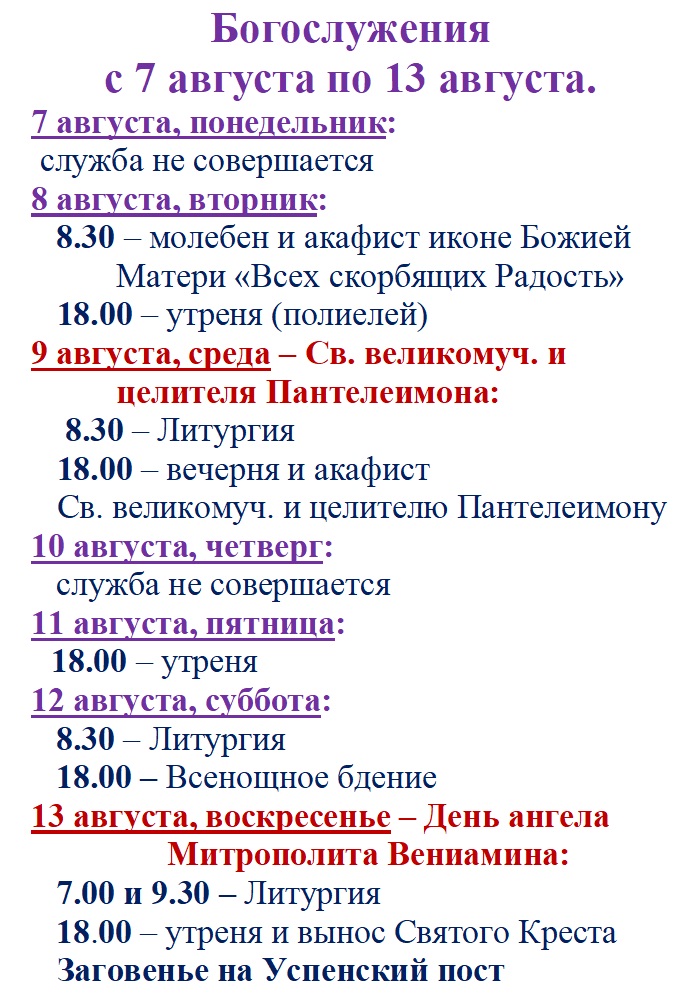 Богослужения
с 7 августа по 13 августа.
7 августа, понедельник:
служба не совершается
8 августа, вторник:
8.30 – молебен и акафист иконе Божией
Матери «Всех скорбящих Радость»
18.00 – утреня (полиелей)
9 августа, среда – Св. великомуч. и
целителя Пантелеимона:
8.30 – Литургия
18.00 – вечерня и акафист
Св. великомуч. и целителю Пантелеимону
10 августа, четверг:
служба не совершается
11 августа, пятница:
18.00 – утреня
12 августа, суббота:
8.30 – Литургия
18.00 – Всенощное бдение
13 августа, воскресенье – День ангела
Митрополита Вениамина:
7.00 и 9.30 – Литургия
18.00 – утреня и вынос Святого Креста
Заговенье на Успенский пост